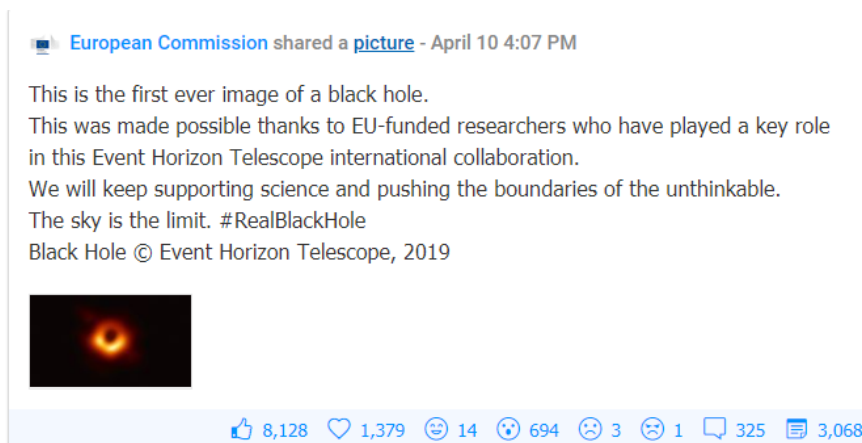 European Commission shared a picture - April 10 4:07 PM
This is the first ever image of a black hole.
This was made possible thanks to EU-funded researchers who have played a key role
in this Event Horizon Telescope international collaboration.
We will keep supporting science and pushing the boundaries of the unthinkable.
The sky is the limit. #RealBlackHole
Black Hole © Event Horizon Telescope, 2019
8,128 1,379 14 694 3 1 325 3,068